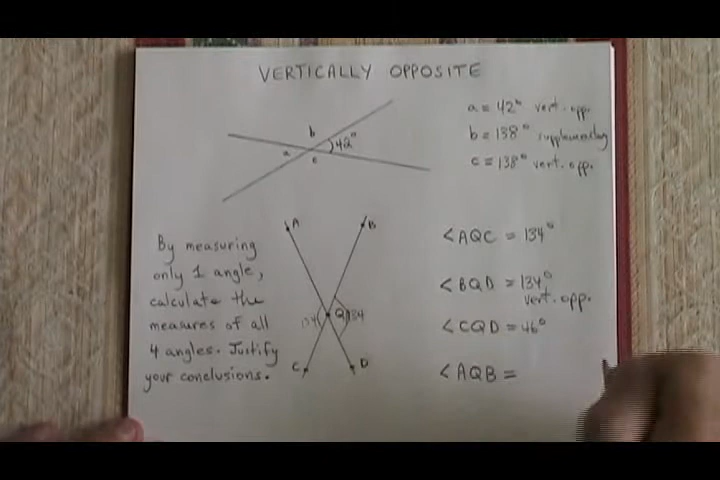 VERTICALLY OPPOSITE
a = 42° vert. opp.
b = 138° supplementary
c = 138° vert. opp.
b
42°
a
c
By measuring
only 1 angle,
calculate the
measures of all
4 angles. Justify
your conclusions.
A
B
134
Q
134
C
D
<AQC = 134°
<BQD = 134°
vert. opp.
<CQD = 46°
<AQB =